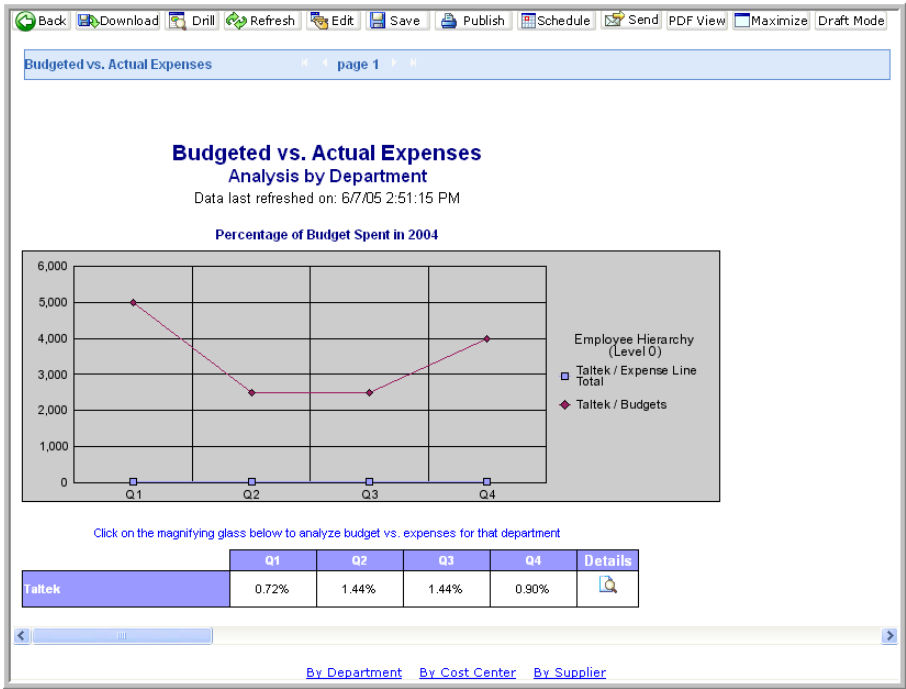 Back Download Drill Refresh Edit Save Publish Schedule Send PDF View Maximize Draft Mode
Budgeted vs. Actual Expenses page 1
Budgeted vs. Actual Expenses
Analysis by Department
Data last refreshed on: 6/7/05 2:51:15 PM
Percentage of Budget Spent in 2004
6,000
5,000
4,000
3,000
2,000
1,000
0
Q1 Q2 Q3 Q4
Employee Hierarchy
(Level 0)
Taltek / Expense Line
Total
Taltek / Budgets
Click on the magnifying glass below to analyze budget vs. expenses for that department
Q1 Q2 Q3 Q4 Details
Taltek 0.72% 1.44% 1.44% 0.90%
By Department By Cost Center By Supplier